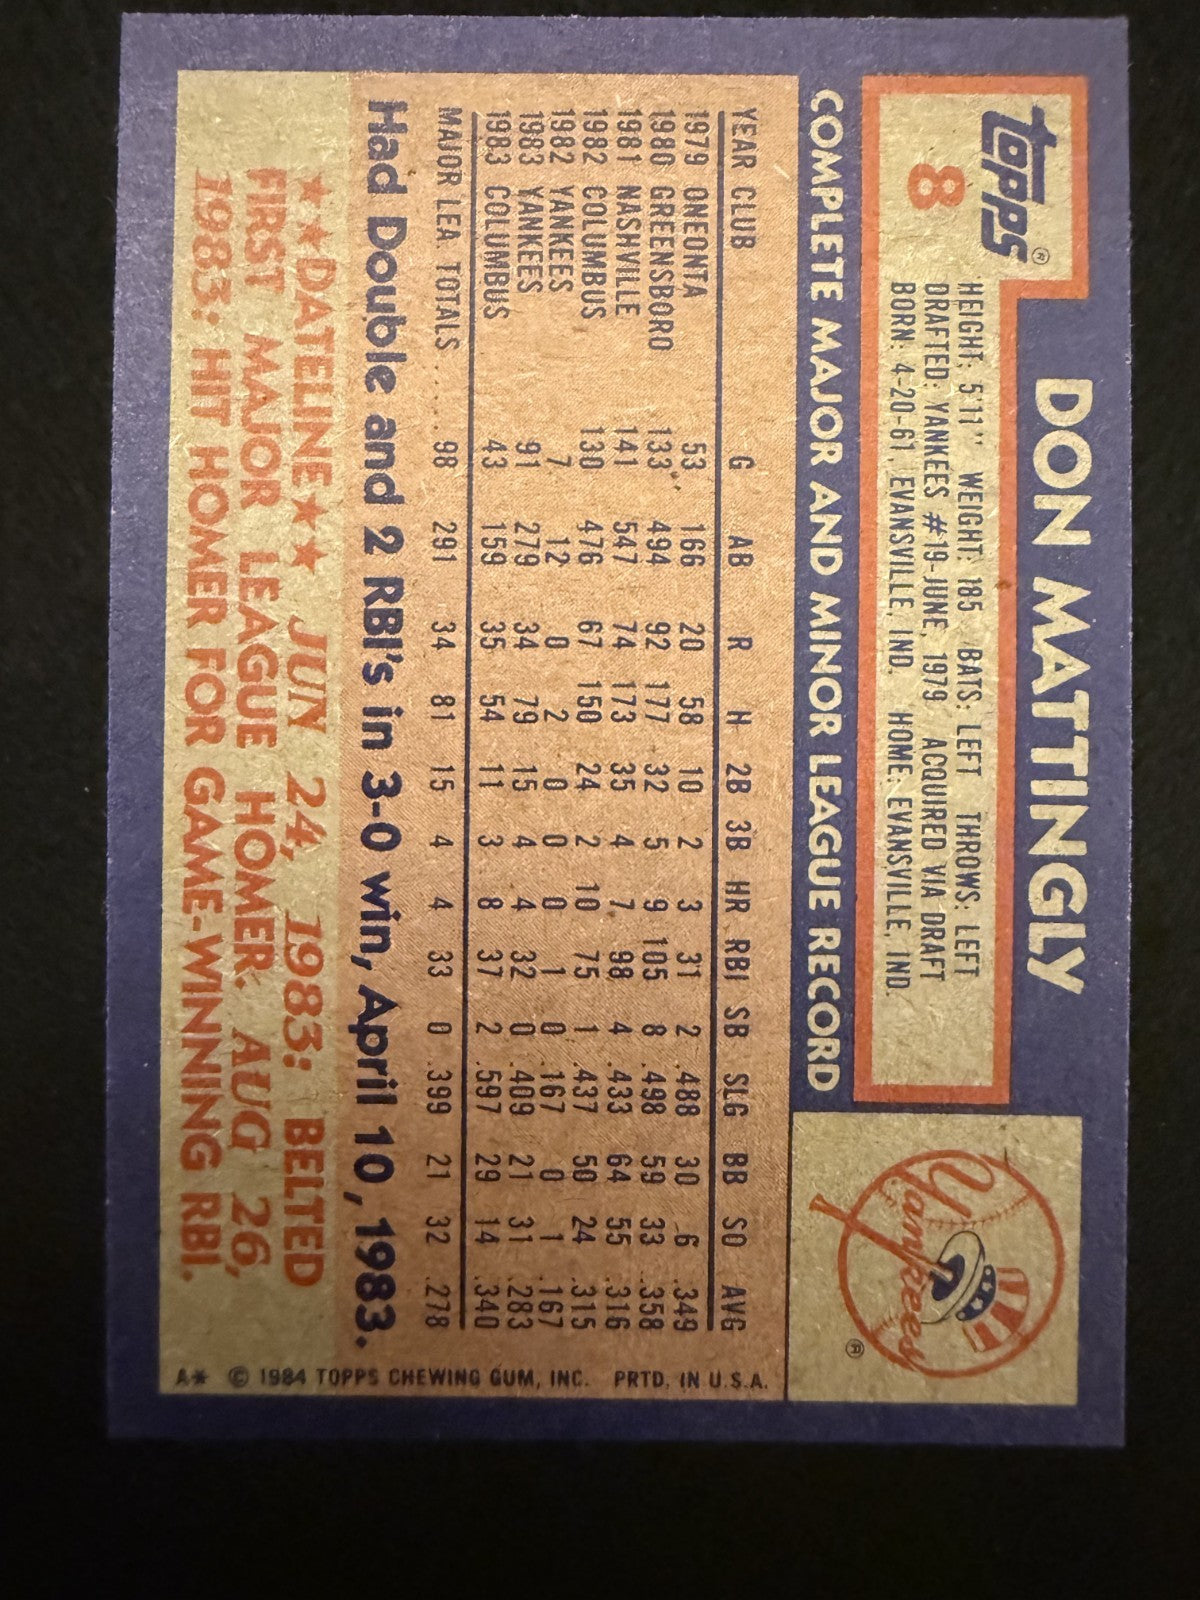 Topps®
8
DON MATTINGLY
HEIGHT: 5'11" WEIGHT: 185 BATS: LEFT THROWS: LEFT
DRAFTED: YANKEES #19-JUNE, 1979 ACQUIRED VIA DRAFT
BORN: 4-20-61, EVANSVILLE, IND. HOME: EVANSVILLE, IND.
Yankees ®
COMPLETE MAJOR AND MINOR LEAGUE RECORD
YEAR CLUB G AB R H 2B 3B HR RBI SB SLG BB SO AVG
1979 ONEONTA 53 166 20 58 10 2 3 31 2 .488 30 6 .349
1980 GREENSBORO 133 494 92 177 32 5 9 105 8 .498 59 33 .358
1981 NASHVILLE 141 547 74 173 35 4 7 98 4 .433 64 55 .316
1982 COLUMBUS 130 476 67 150 24 2 10 75 1 .437 50 24 .315
1982 YANKEES 7 12 0 2 0 0 0 1 0 .167 0 1 .167
1983 YANKEES 91 279 34 79 15 4 4 32 0 .409 21 31 .283
1983 COLUMBUS 43 159 35 54 11 3 8 37 2 .597 29 14 .340
MAJOR LEA. TOTALS ..... 98 291 34 81 15 4 4 33 0 .399 21 32 .278
Had Double and 2 RBI's in 3-0 win, April 10, 1983.
★★DATELINE★★ JUN 24, 1983: BELTED
FIRST MAJOR LEAGUE HOMER. AUG 26,
1983: HIT HOMER FOR GAME-WINNING RBI.
A* © 1984 TOPPS CHEWING GUM, INC. PRTD. IN U.S.A.